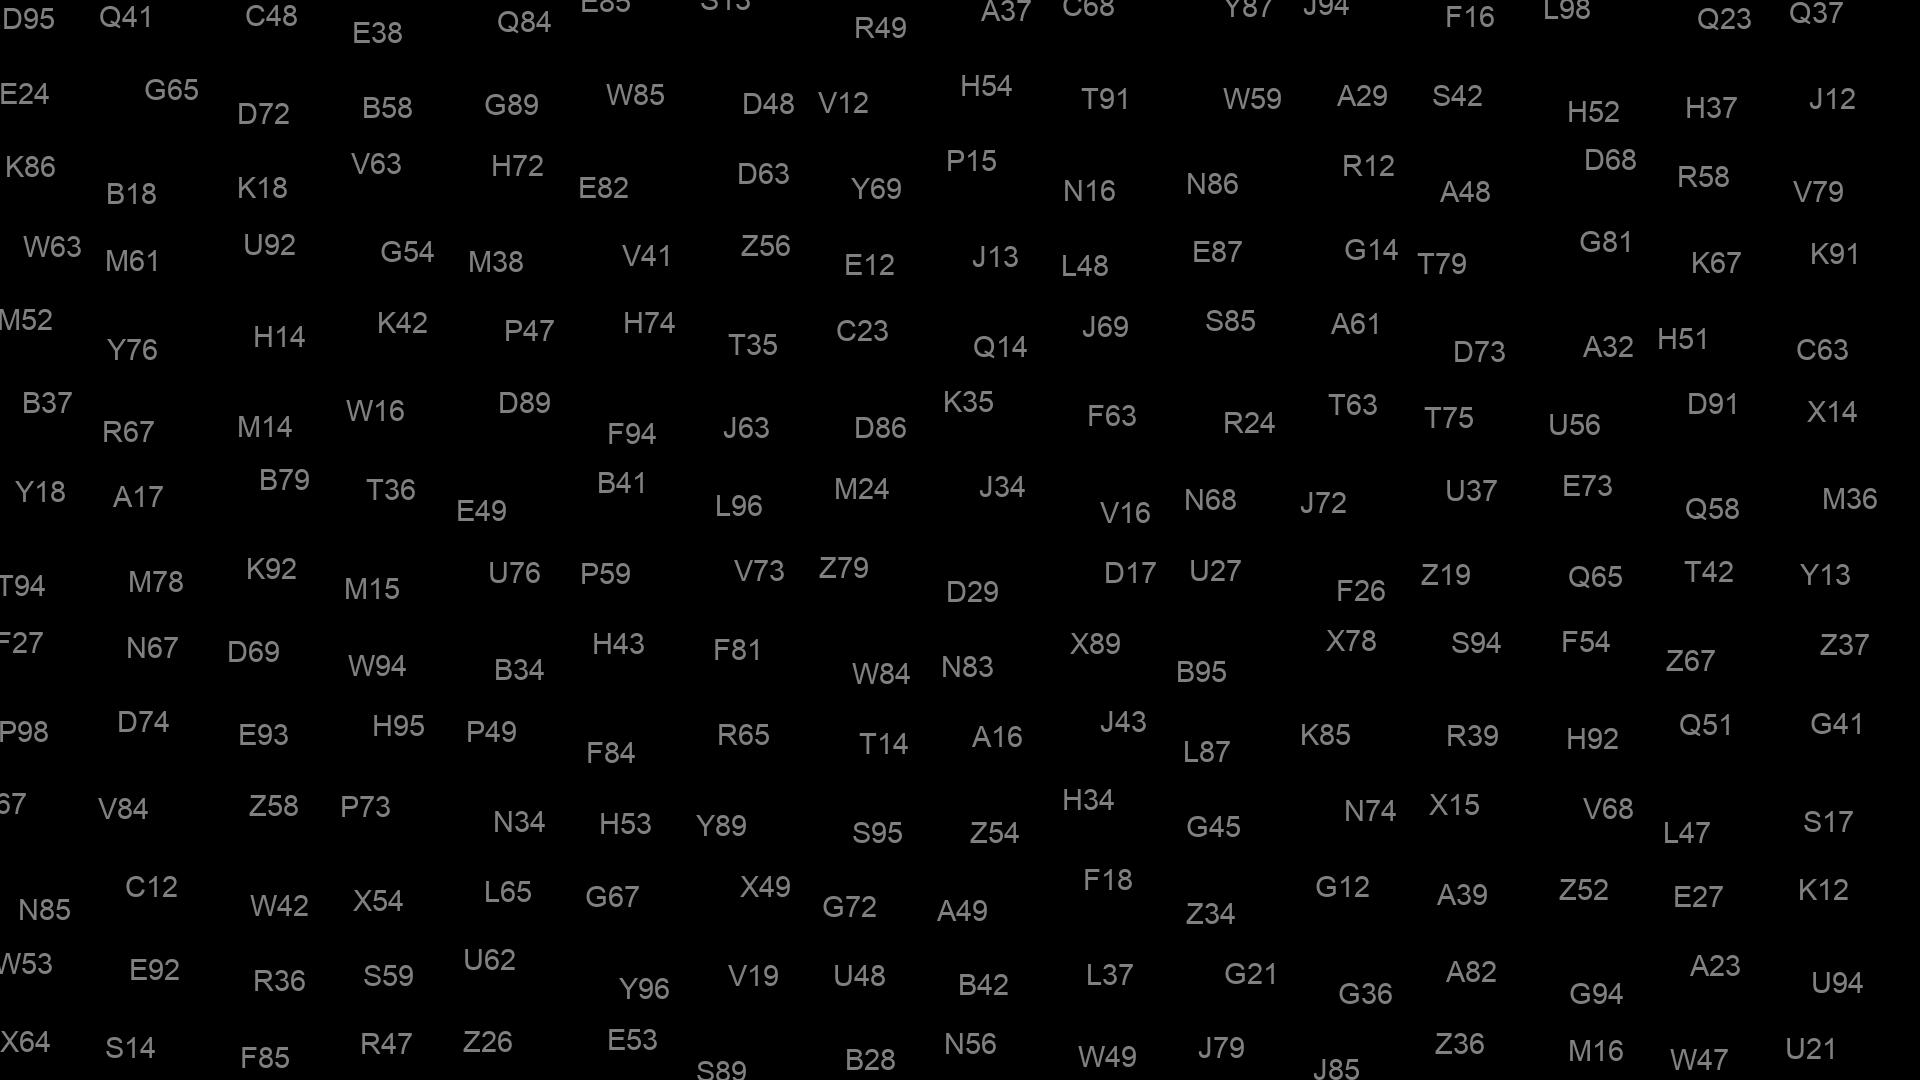 D95 Q41 C48 E38 Q84 E85 S13 R49 A37 C68 Y87 J94 F16 L98 Q23 Q37
E24 G65 D72 B58 G89 W85 D48 V12 H54 T91 W59 A29 S42 H52 H37 J12
K86 B18 K18 V63 H72 E82 D63 Y69 P15 N16 N86 R12 A48 D68 R58 V79
W63 M61 U92 G54 M38 V41 Z56 E12 J13 L48 E87 G14 T79 G81 K67 K91
M52 Y76 H14 K42 P47 H74 T35 C23 Q14 J69 S85 A61 D73 A32 H51 C63
B37 R67 M14 W16 D89 F94 J63 D86 K35 F63 R24 T63 T75 U56 D91 X14
Y18 A17 B79 T36 E49 B41 L96 M24 J34 V16 N68 J72 U37 E73 Q58 M36
T94 M78 K92 M15 U76 P59 V73 Z79 D29 D17 U27 F26 Z19 Q65 T42 Y13
F27 N67 D69 W94 B34 H43 F81 W84 N83 X89 B95 X78 S94 F54 Z67 Z37
P98 D74 E93 H95 P49 F84 R65 T14 A16 J43 L87 K85 R39 H92 Q51 G41
67 V84 Z58 P73 N34 H53 Y89 S95 Z54 H34 G45 N74 X15 V68 L47 S17
N85 C12 W42 X54 L65 G67 X49 G72 A49 F18 Z34 G12 A39 Z52 E27 K12
W53 E92 R36 S59 U62 Y96 V19 U48 B42 L37 G21 G36 A82 G94 A23 U94
X64 S14 F85 R47 Z26 E53 S89 B28 N56 W49 J79 J85 Z36 M16 W47 U21